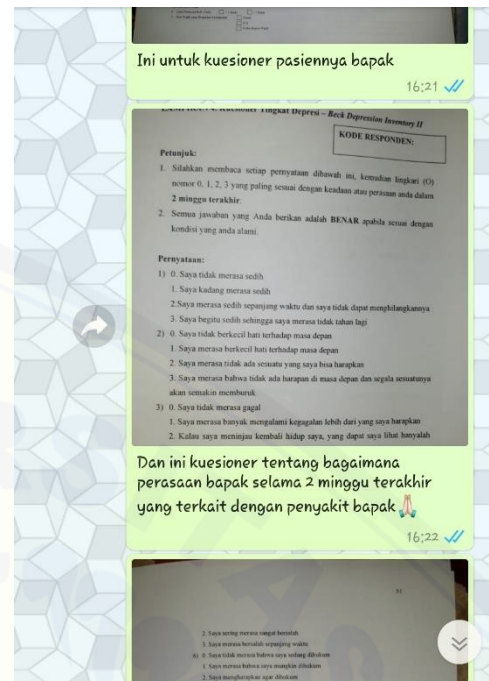 Ini untuk kuesioner pasiennya bapak
16:21
Kuesioner Tingkat Depresi – Beck Depression Inventory II
KODE RESPONDEN:
Petunjuk:
1. Silahkan membaca setiap pernyataan dibawah ini, kemudian lingkari (O)
nomor 0, 1, 2, 3 yang paling sesuai dengan keadaan atau perasaan anda dalam
2 minggu terakhir.
2. Semua jawaban yang Anda berikan adalah BENAR apabila sesuai dengan
kondisi yang anda alami.
Pernyataan:
1) 0. Saya tidak merasa sedih
1. Saya kadang merasa sedih
2.Saya merasa sedih sepanjang waktu dan saya tidak dapat menghilangkannya
3. Saya begitu sedih sehingga saya merasa tidak tahan lagi
2) 0. Saya tidak berkecil hati terhadap masa depan
1. Saya merasa berkecil hati terhadap masa depan
2. Saya merasa tidak ada sesuatu yang saya bisa harapkan
3. Saya merasa bahwa tidak ada harapan di masa depan dan segala sesuatunya
akan semakin memburuk
3) 0. Saya tidak merasa gagal
1. Saya merasa banyak mengalami kegagalan lebih dari yang saya harapkan
2. Kalau saya meninjau kembali hidup saya, yang dapat saya lihat hanyalah
Dan ini kuesioner tentang bagaimana
perasaan bapak selama 2 minggu terakhir
yang terkait dengan penyakit bapak 🙏
16:22
31
2. Saya sering merasa sangat bersalah
3. Saya merasa bersalah sepanjang waktu
6) 0. Saya tidak merasa bahwa saya sedang dihukum
1. Saya merasa bahwa saya mungkin dihukum
2. Saya mengharapkan agar dihukum